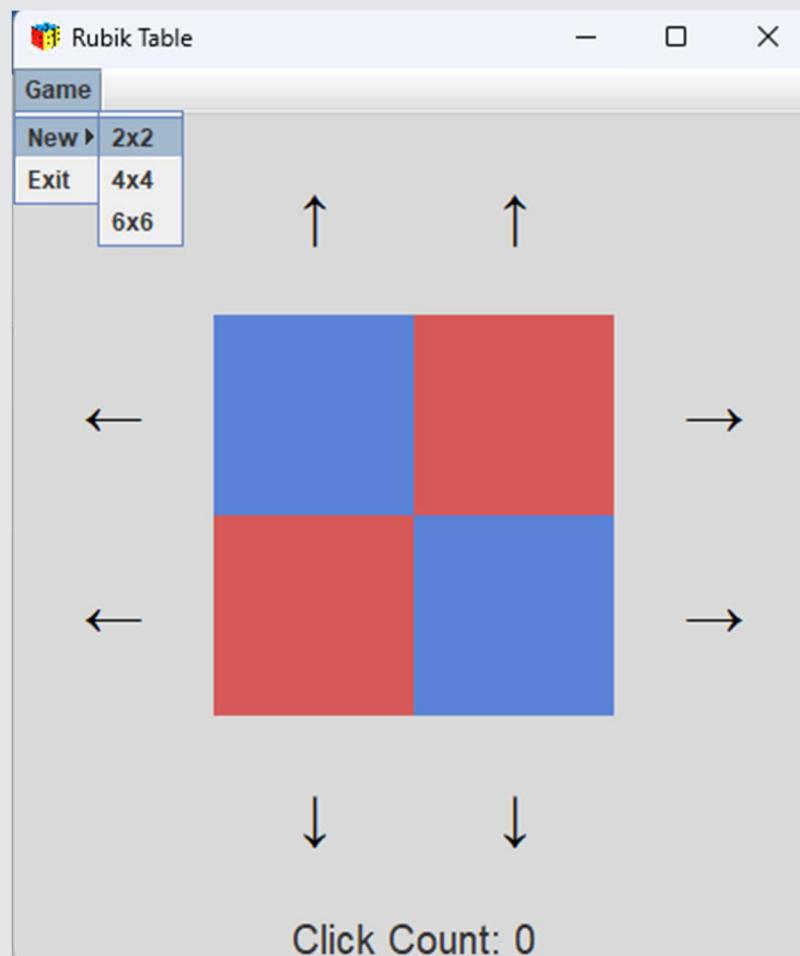 Rubik Table
Game
New 2x2
Exit 4x4
6x6
↑ ↑
← →
← →
↓ ↓
Click Count: 0